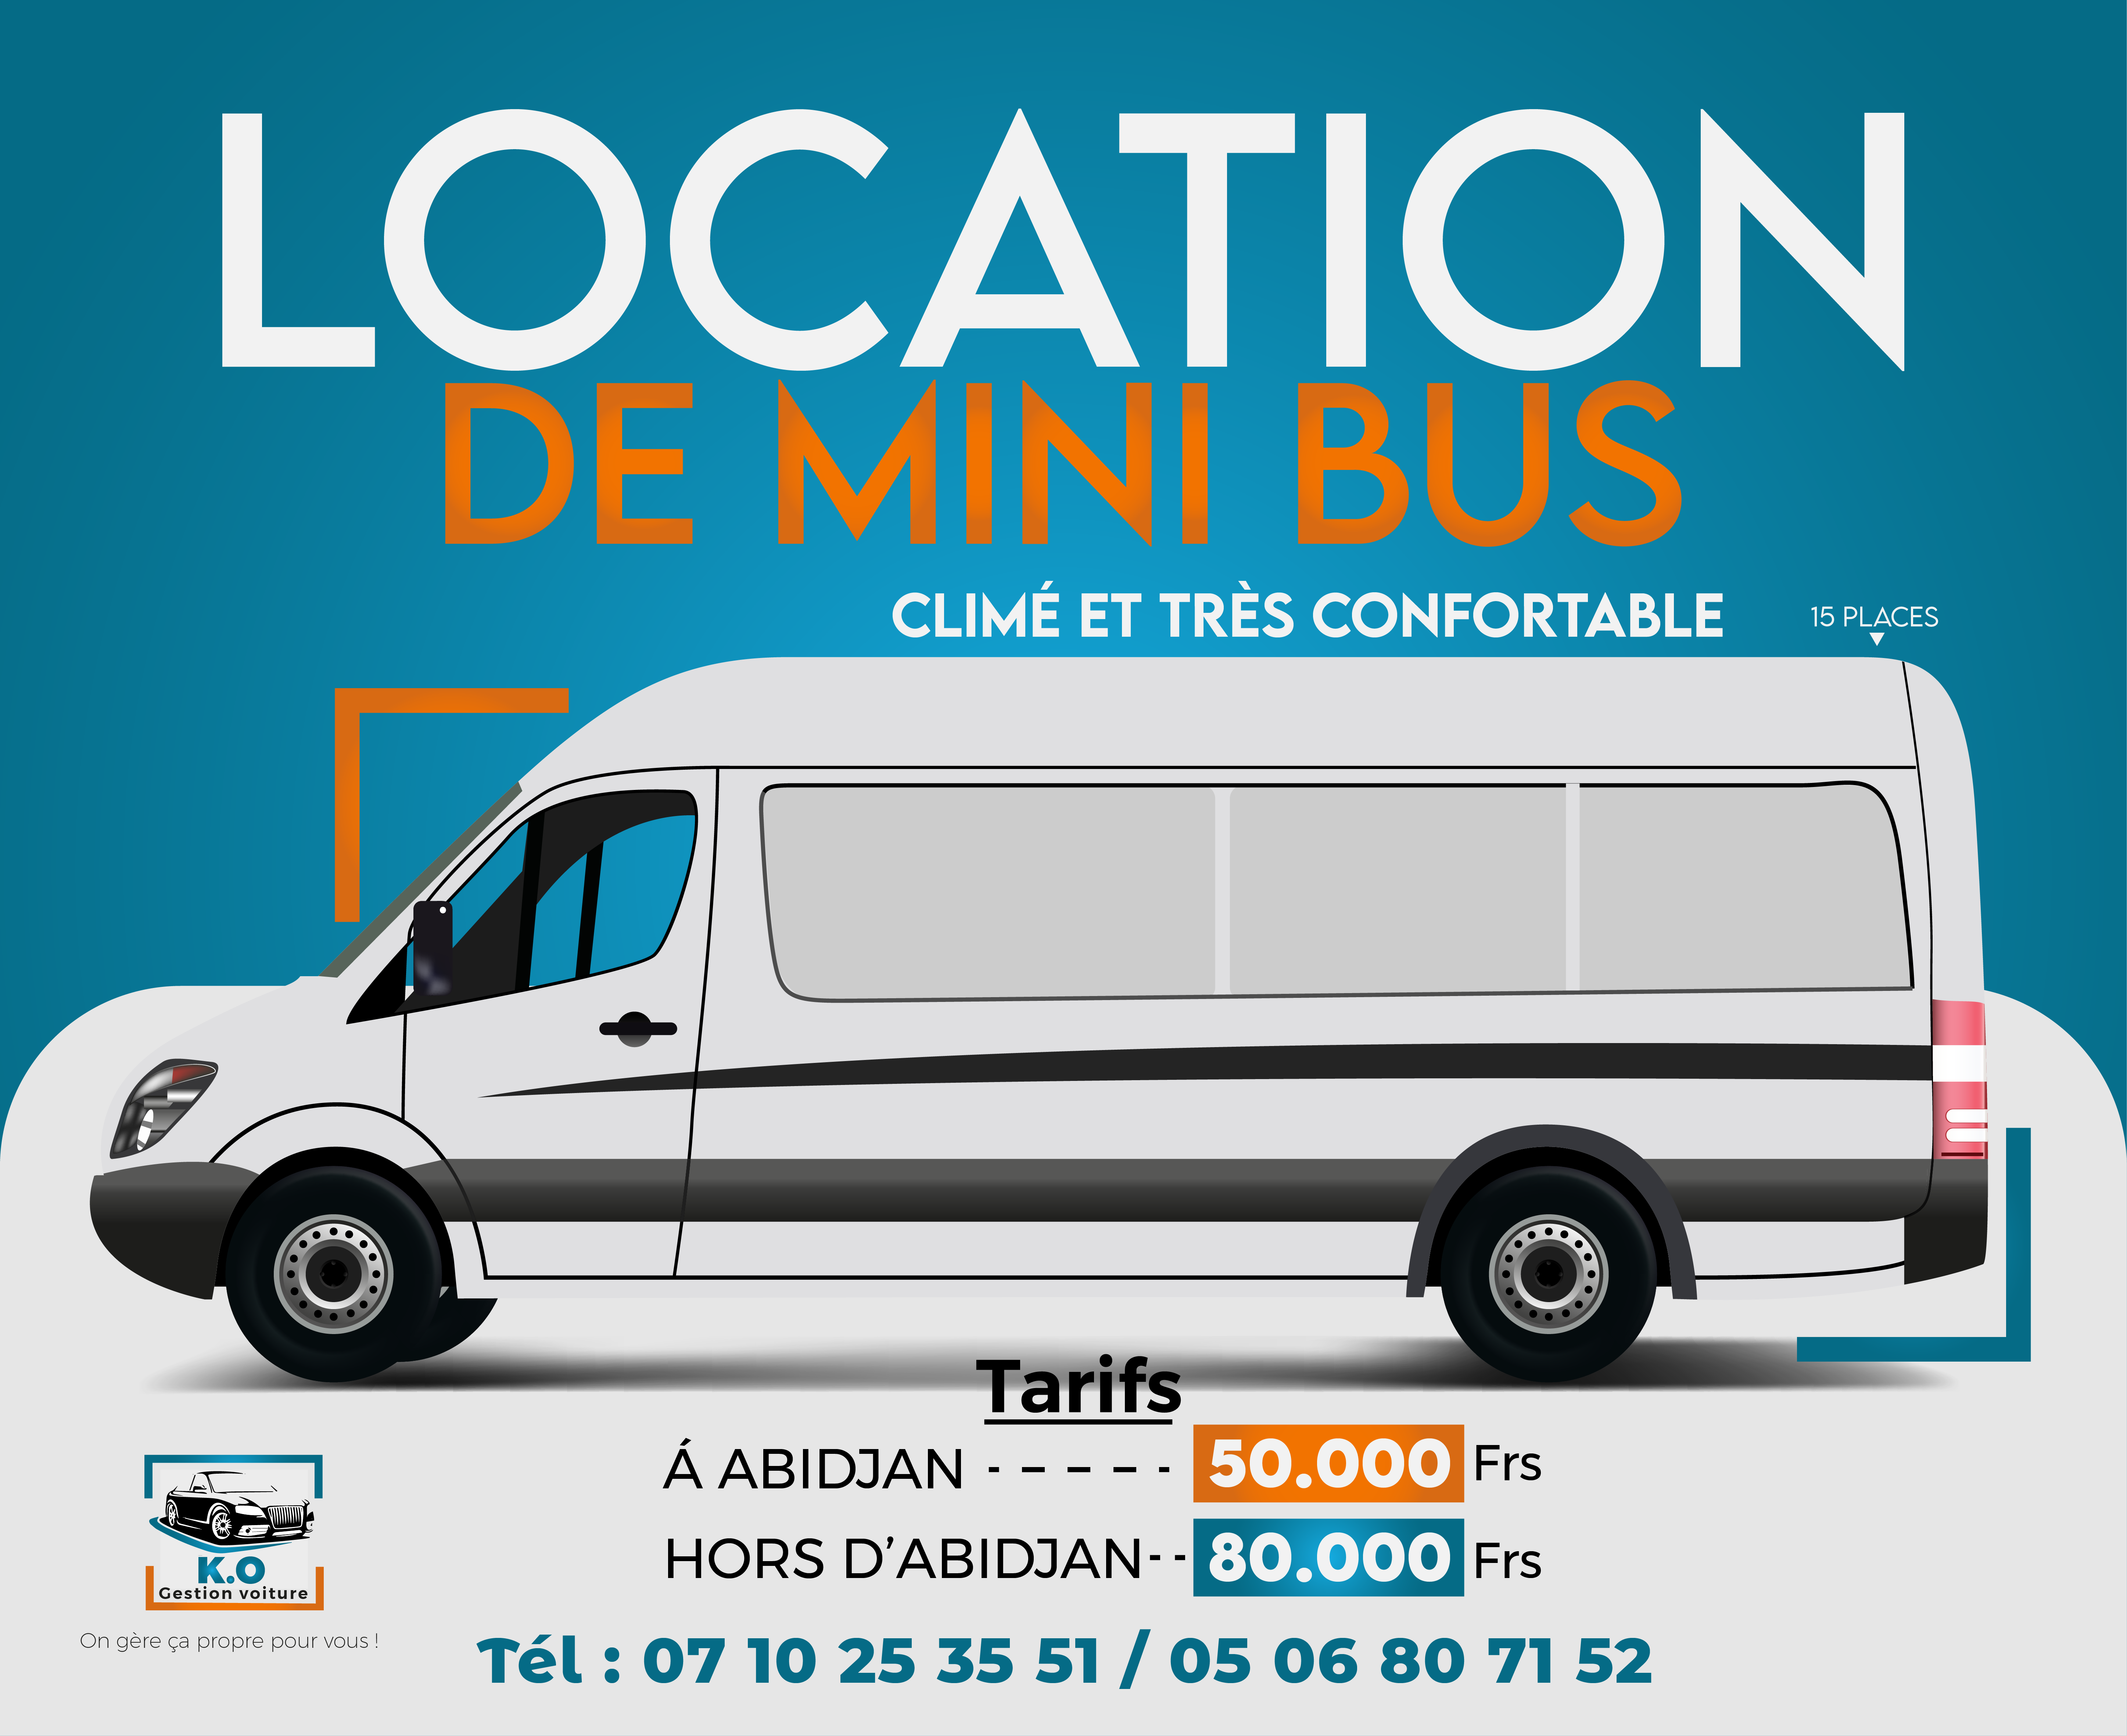 LOCATION
DE MINI BUS
CLIMÉ ET TRÈS CONFORTABLE
15 PLACES
Tarifs
Á ABIDJAN - - - - - 50.000 Frs
HORS D’ABIDJAN-- 80.000 Frs
K.O
Gestion voiture
On gère ça propre pour vous !
Tél : 07 10 25 35 51 / 05 06 80 71 52